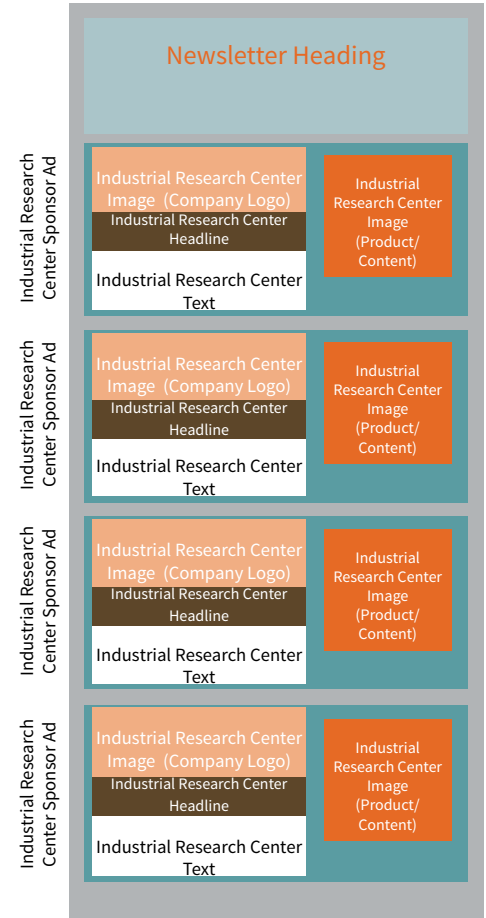 Newsletter Heading
Industrial Research
Center Sponsor Ad
Industrial Research Center
Image (Company Logo)
Industrial Research Center
Headline
Industrial Research Center
Text
Industrial
Research Center
Image
(Product/
Content)
Industrial Research
Center Sponsor Ad
Industrial Research Center
Image (Company Logo)
Industrial Research Center
Headline
Industrial Research Center
Text
Industrial
Research Center
Image
(Product/
Content)
Industrial Research
Center Sponsor Ad
Industrial Research Center
Image (Company Logo)
Industrial Research Center
Headline
Industrial Research Center
Text
Industrial
Research Center
Image
(Product/
Content)
Industrial Research
Center Sponsor Ad
Industrial Research Center
Image (Company Logo)
Industrial Research Center
Headline
Industrial Research Center
Text
Industrial
Research Center
Image
(Product/
Content)